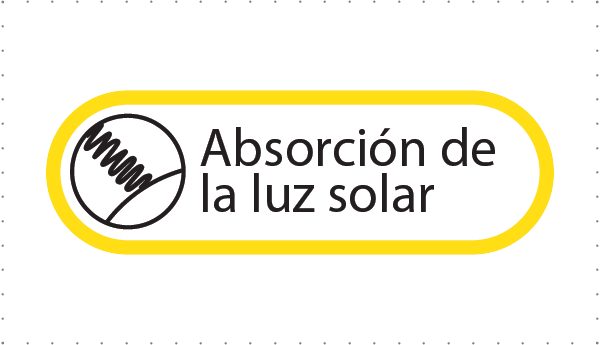 Absorción de
la luz solar